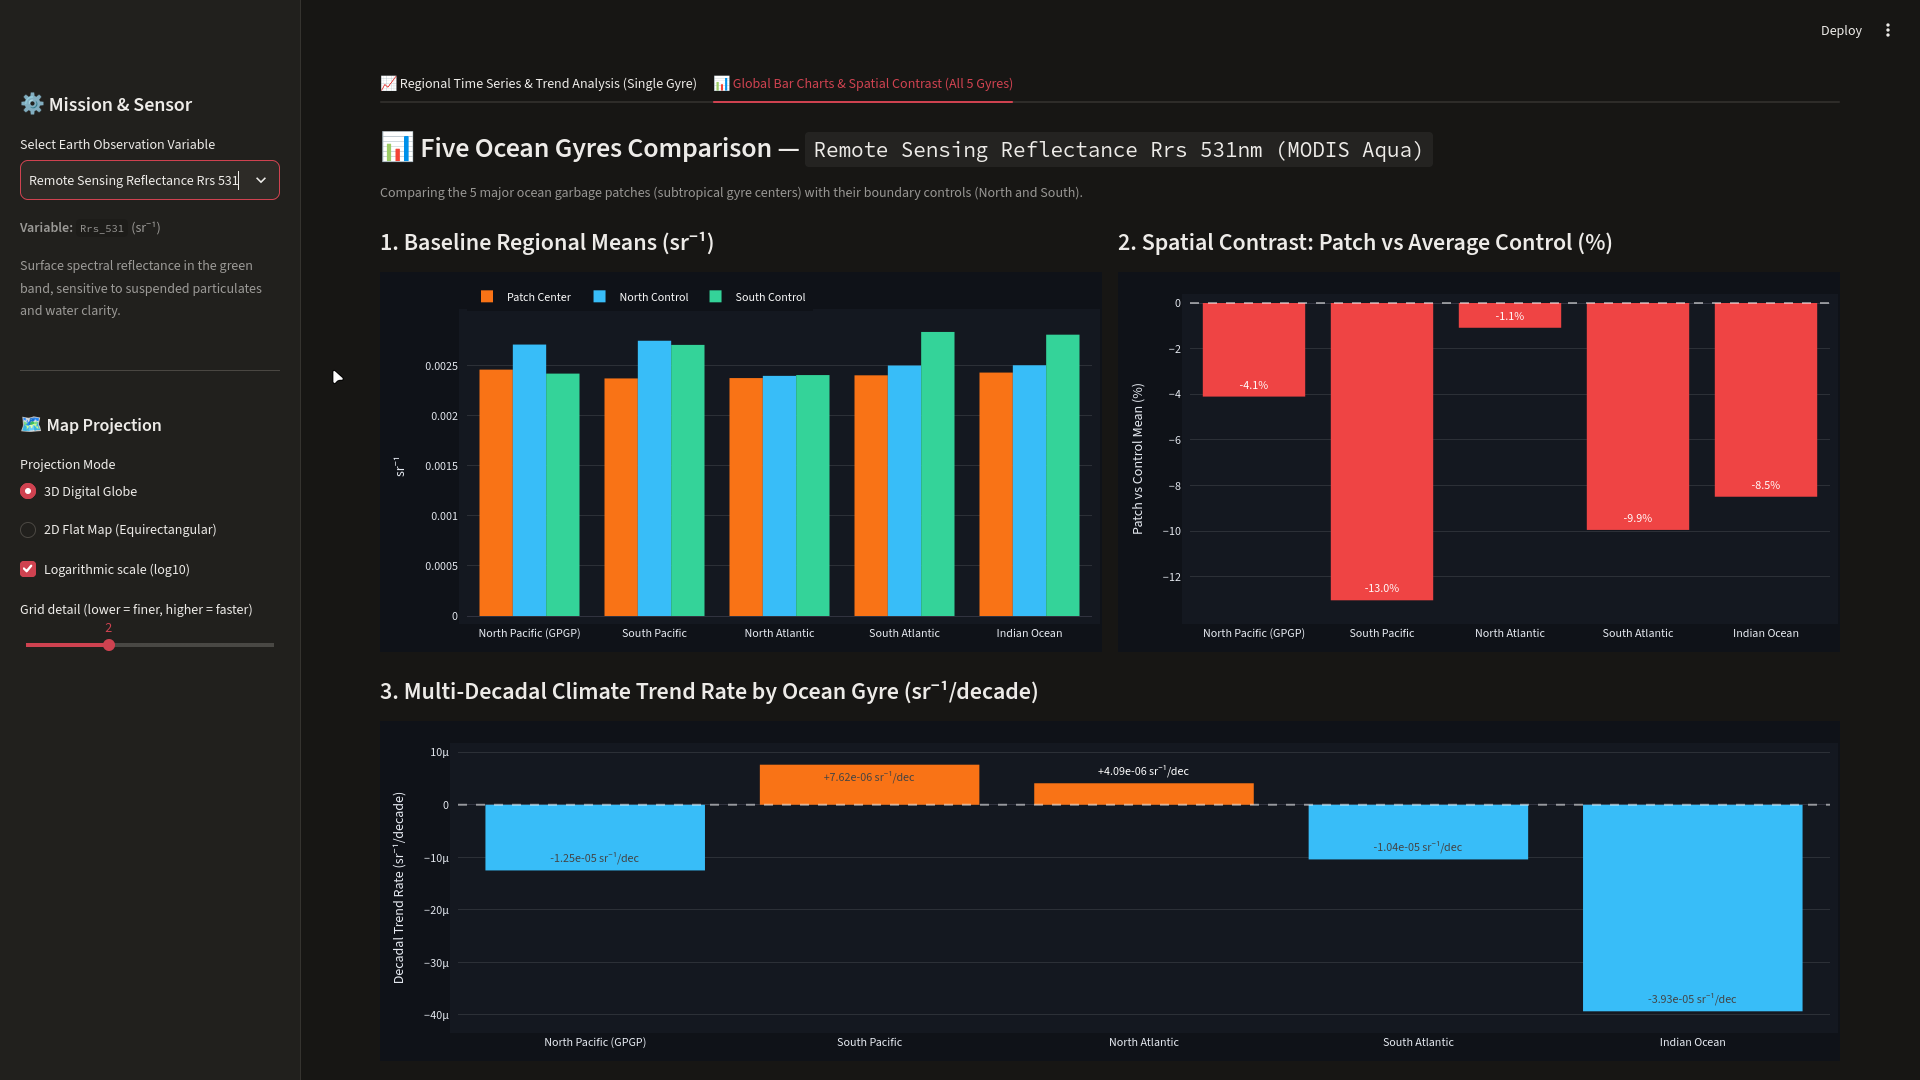 Deploy
⚙️ Mission & Sensor
Select Earth Observation Variable
Remote Sensing Reflectance Rrs 531
Variable: Rrs_531 (sr⁻¹)
Surface spectral reflectance in the green
band, sensitive to suspended particulates
and water clarity.
🗺️ Map Projection
Projection Mode
3D Digital Globe
2D Flat Map (Equirectangular)
Logarithmic scale (log10)
Grid detail (lower = finer, higher = faster)
2
📈 Regional Time Series & Trend Analysis (Single Gyre)
📊 Global Bar Charts & Spatial Contrast (All 5 Gyres)
📊 Five Ocean Gyres Comparison — Remote Sensing Reflectance Rrs 531nm (MODIS Aqua)
Comparing the 5 major ocean garbage patches (subtropical gyre centers) with their boundary controls (North and South).
1. Baseline Regional Means (sr⁻¹)
Patch Center North Control South Control
sr⁻¹
0.0025
0.002
0.0015
0.001
0.0005
0
North Pacific (GPGP) South Pacific North Atlantic South Atlantic Indian Ocean
2. Spatial Contrast: Patch vs Average Control (%)
Patch vs Control Mean (%)
0
−2
−4
−6
−8
−10
−12
-4.1%
-13.0%
-1.1%
-9.9%
-8.5%
North Pacific (GPGP) South Pacific North Atlantic South Atlantic Indian Ocean
3. Multi-Decadal Climate Trend Rate by Ocean Gyre (sr⁻¹/decade)
Decadal Trend Rate (sr⁻¹/decade)
10μ
0
−10μ
−20μ
−30μ
−40μ
-1.25e-05 sr⁻¹/dec
+7.62e-06 sr⁻¹/dec
+4.09e-06 sr⁻¹/dec
-1.04e-05 sr⁻¹/dec
-3.93e-05 sr⁻¹/dec
North Pacific (GPGP) South Pacific North Atlantic South Atlantic Indian Ocean